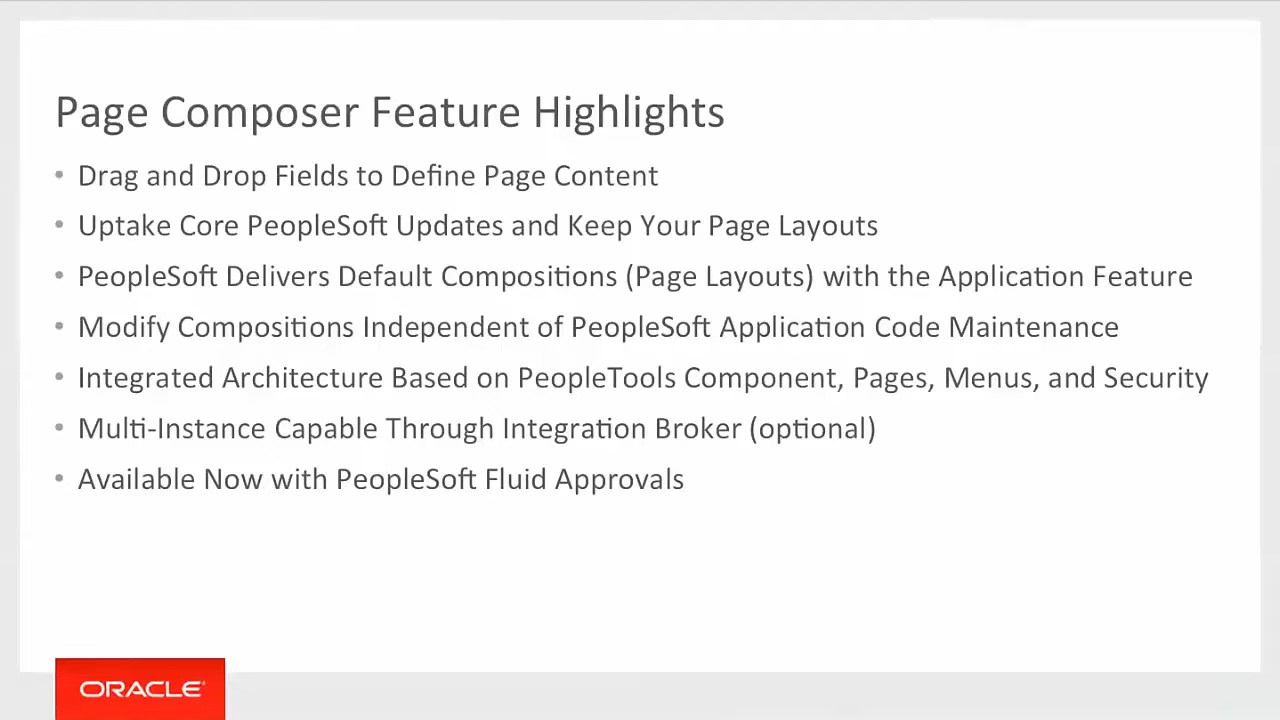 Page Composer Feature Highlights
• Drag and Drop Fields to Define Page Content
• Uptake Core PeopleSoft Updates and Keep Your Page Layouts
• PeopleSoft Delivers Default Compositions (Page Layouts) with the Application Feature
• Modify Compositions Independent of PeopleSoft Application Code Maintenance
• Integrated Architecture Based on PeopleTools Component, Pages, Menus, and Security
• Multi-Instance Capable Through Integration Broker (optional)
• Available Now with PeopleSoft Fluid Approvals
ORACLE